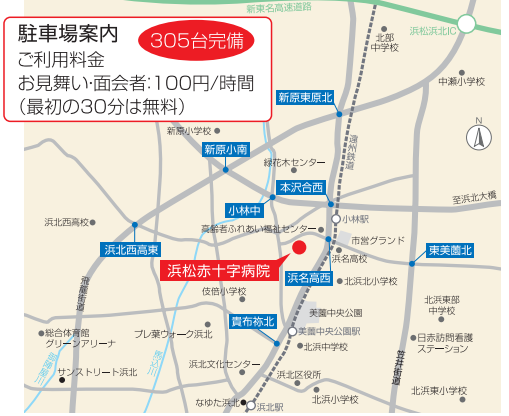 駐車場案内
305台完備
ご利用料金
お見舞い・面会者：100円/時間
（最初の30分は無料）
新東名高速道路
浜松浜北IC
北部
中学校
中瀬小学校
新原東原北
N
新原小学校
遠州鉄道
新原小南
緑花木センター
本沢合西
至浜北大橋
小林中
小林駅
浜北西高校
高齢者ふれあい福祉センター
市営グランド
浜北西高東
浜名高校
東美薗北
浜松赤十字病院
浜名高西
浜北北小学校
飛龍街道
伎倍小学校
美薗中央公園
北浜東部
中学校
貴布祢北
総合体育館
グリーンアリーナ
プレ葉ウォーク浜北
美薗中央公園駅
北浜中学校
日赤訪問看護
ステーション
サンストリート浜北
浜北文化センター
笠井街道
浜北区役所
北浜東小学校
なゆた浜北
浜北駅
北浜小学校